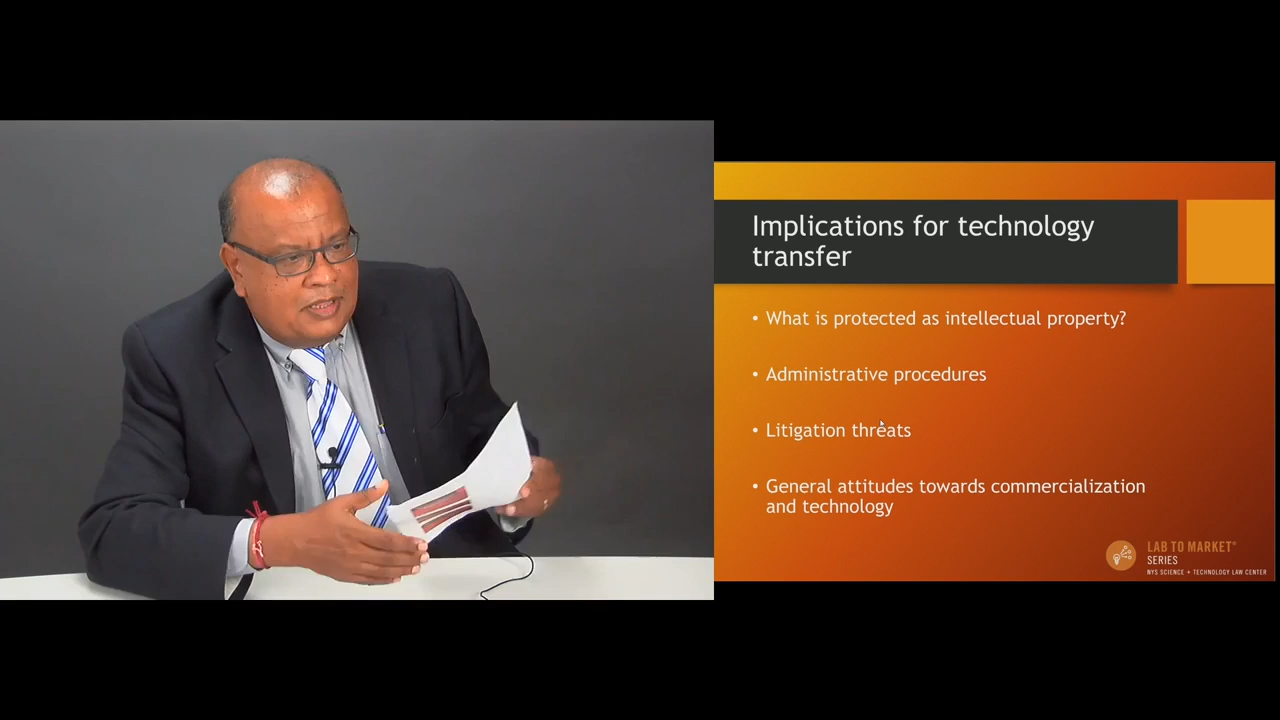 Implications for technology
transfer
• What is protected as intellectual property?
• Administrative procedures
• Litigation threats
• General attitudes towards commercialization
and technology
LAB TO MARKET®
SERIES
NYS SCIENCE + TECHNOLOGY LAW CENTER